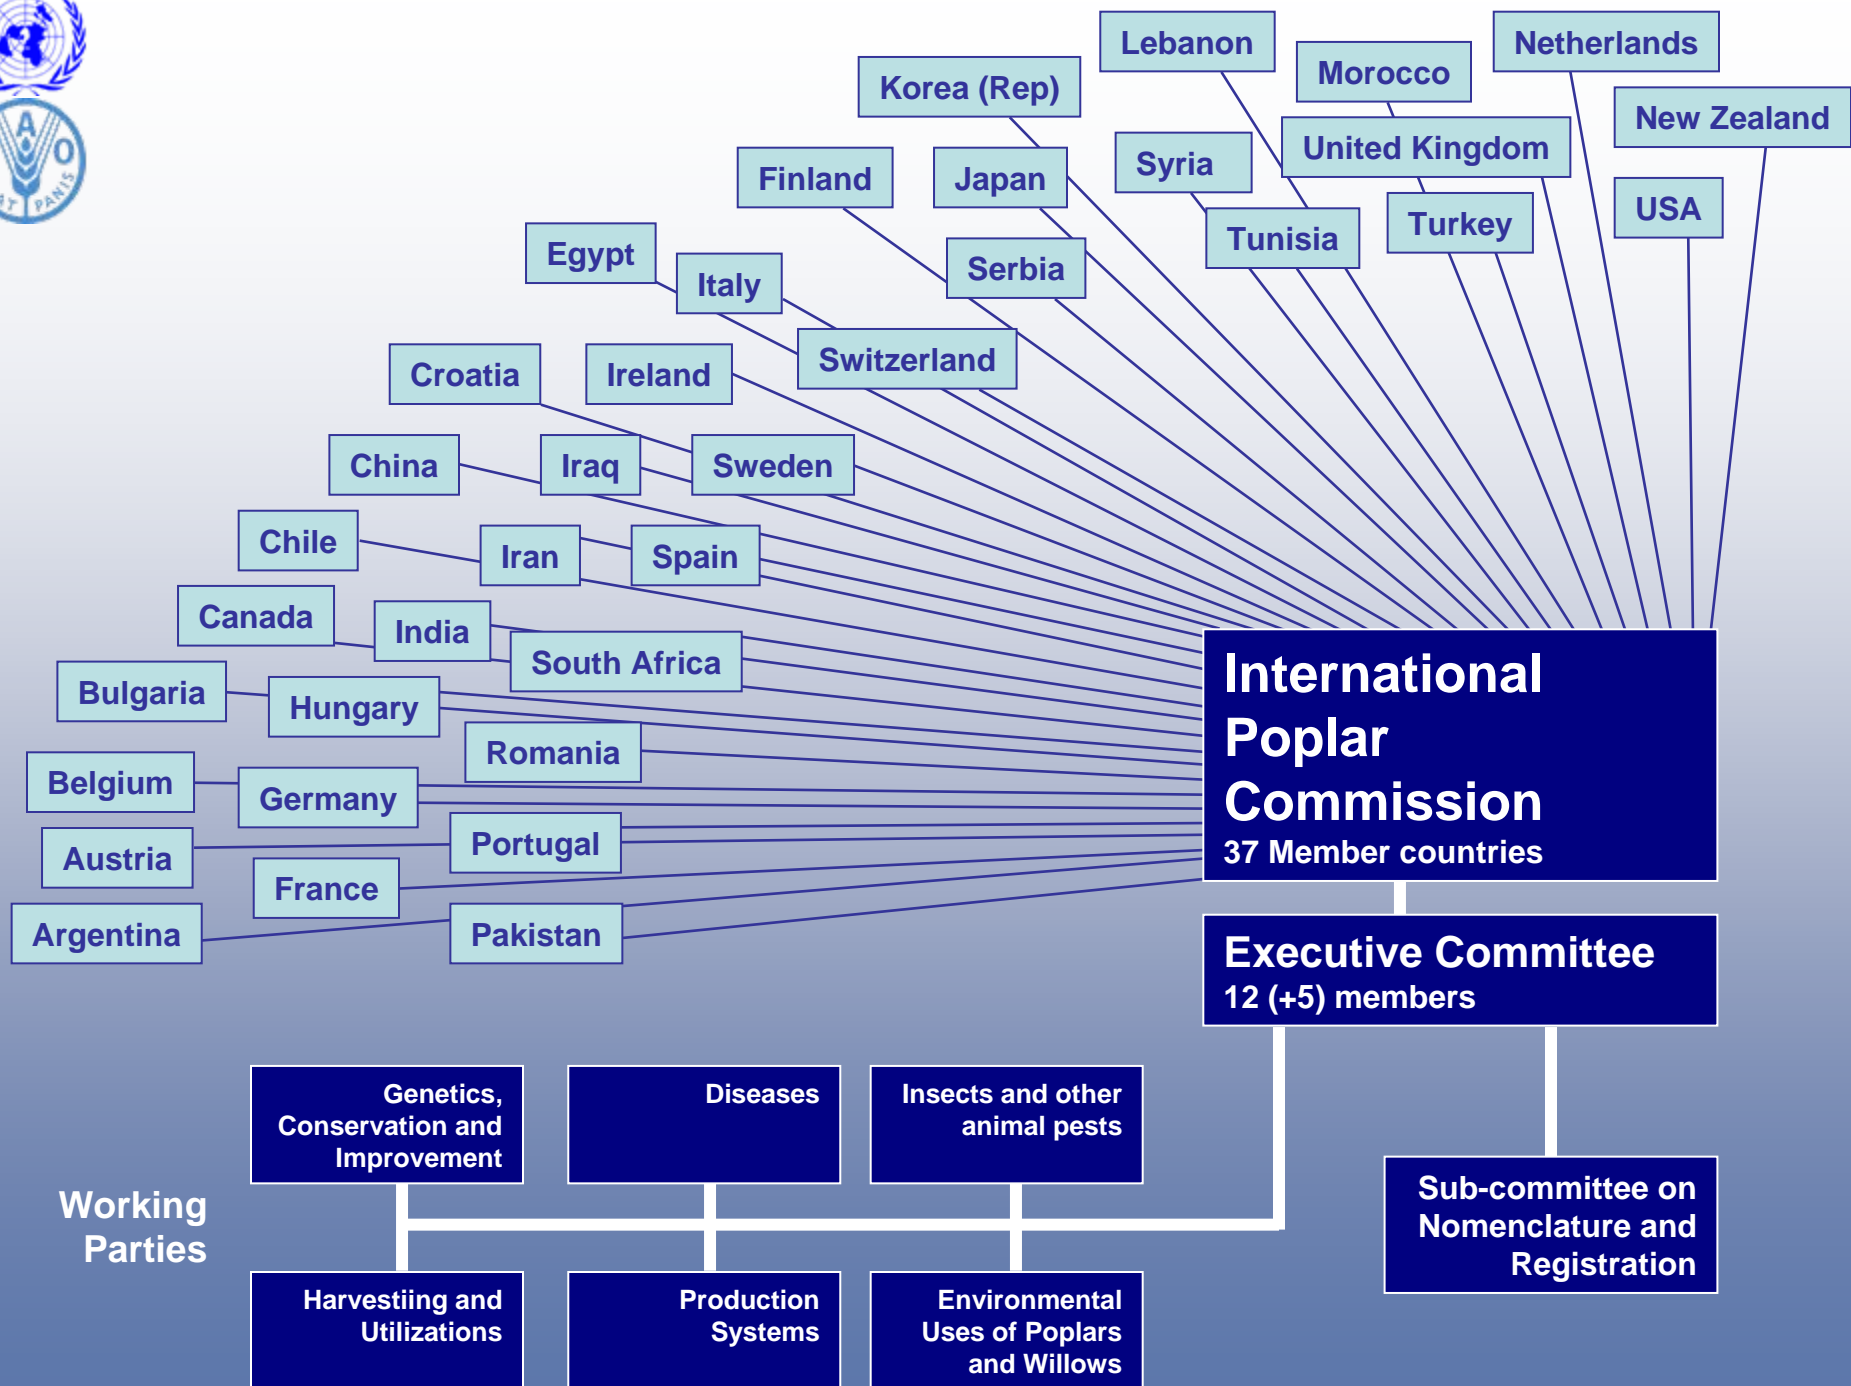 Lebanon
Netherlands
Morocco
Korea (Rep)
New Zealand
United Kingdom
Syria
Finland
Japan
USA
Turkey
Tunisia
Egypt
Serbia
Italy
Switzerland
Croatia
Ireland
China
Iraq
Sweden
Chile
Iran
Spain
Canada
India
South Africa
Bulgaria
Hungary
Romania
Belgium
Germany
Portugal
Austria
France
Argentina
Pakistan
International
Poplar
Commission
37 Member countries
Executive Committee
12 (+5) members
Genetics,
Conservation and
Improvement
Diseases
Insects and other
animal pests
Working
Parties
Sub-committee on
Nomenclature and
Registration
Harvestiing and
Utilizations
Production
Systems
Environmental
Uses of Poplars
and Willows
A
O
PANIS